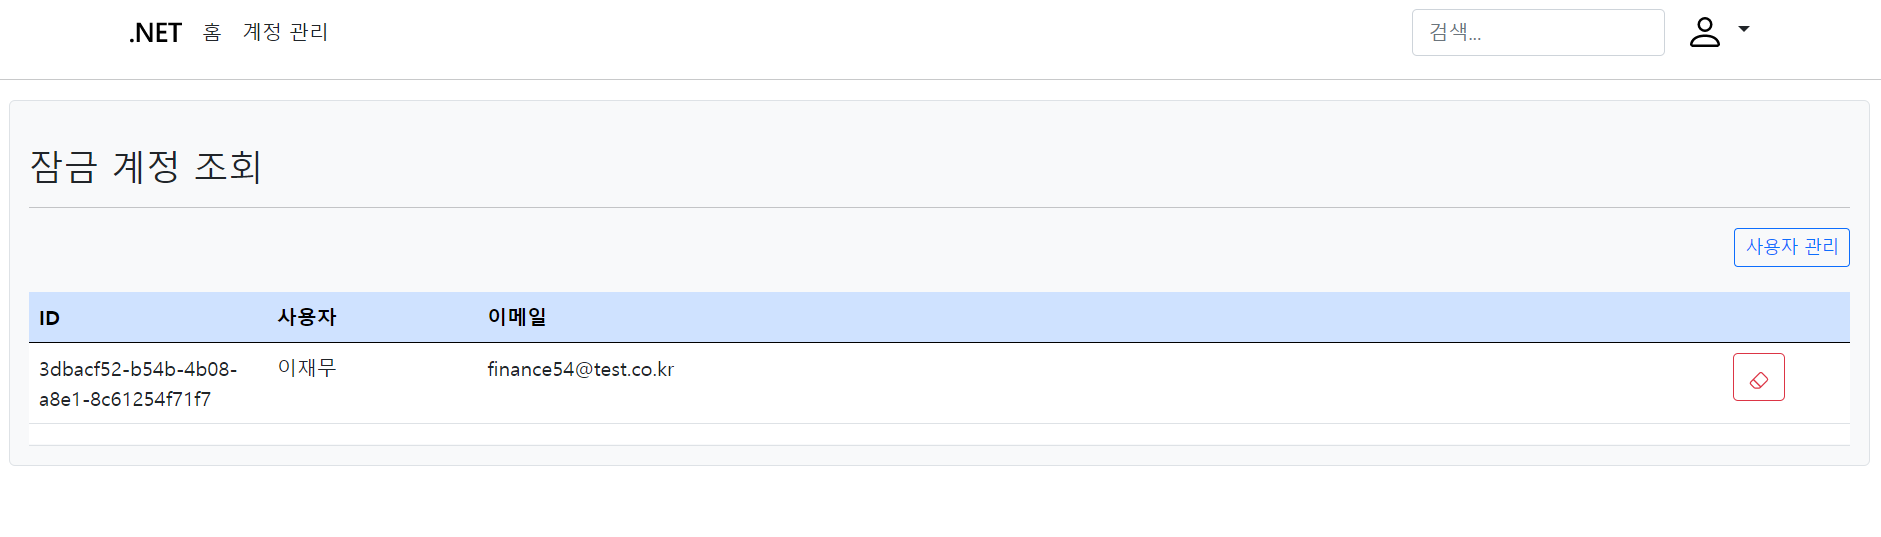 .NET 홈 계정 관리 검색...
잠금 계정 조회
사용자 관리
ID 사용자 이메일
3dbacf52-b54b-4b08- 이재무 finance54@test.co.kr
a8e1-8c61254f71f7